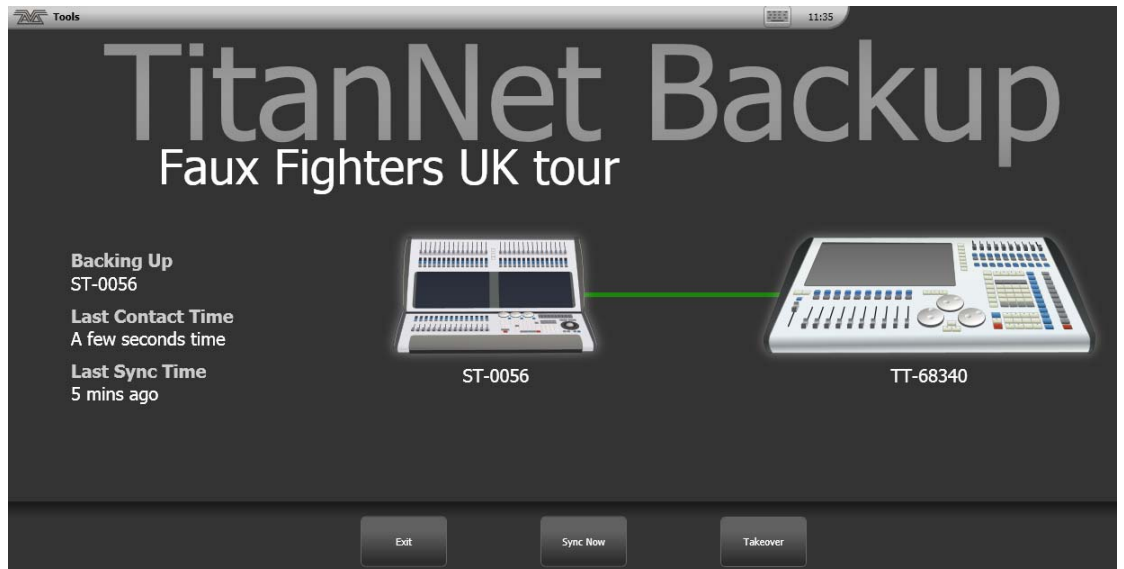 Tools
11:35
TitanNet Backup
Faux Fighters UK tour
Backing Up
ST-0056
Last Contact Time
A few seconds time
Last Sync Time
5 mins ago
ST-0056
TT-68340
Exit
Sync Now
Takeover